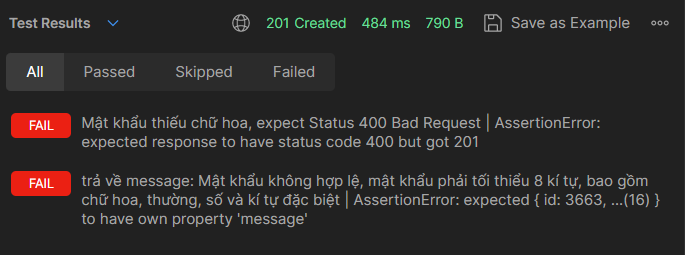 Test Results 201 Created 484 ms 790 B Save as Example
All Passed Skipped Failed
FAIL Mật khẩu thiếu chữ hoa, expect Status 400 Bad Request | AssertionError:
expected response to have status code 400 but got 201
FAIL trả về message: Mật khẩu không hợp lệ, mật khẩu phải tối thiểu 8 kí tự, bao gồm
chữ hoa, thường, số và kí tự đặc biệt | AssertionError: expected { id: 3663, …(16) }
to have own property 'message'